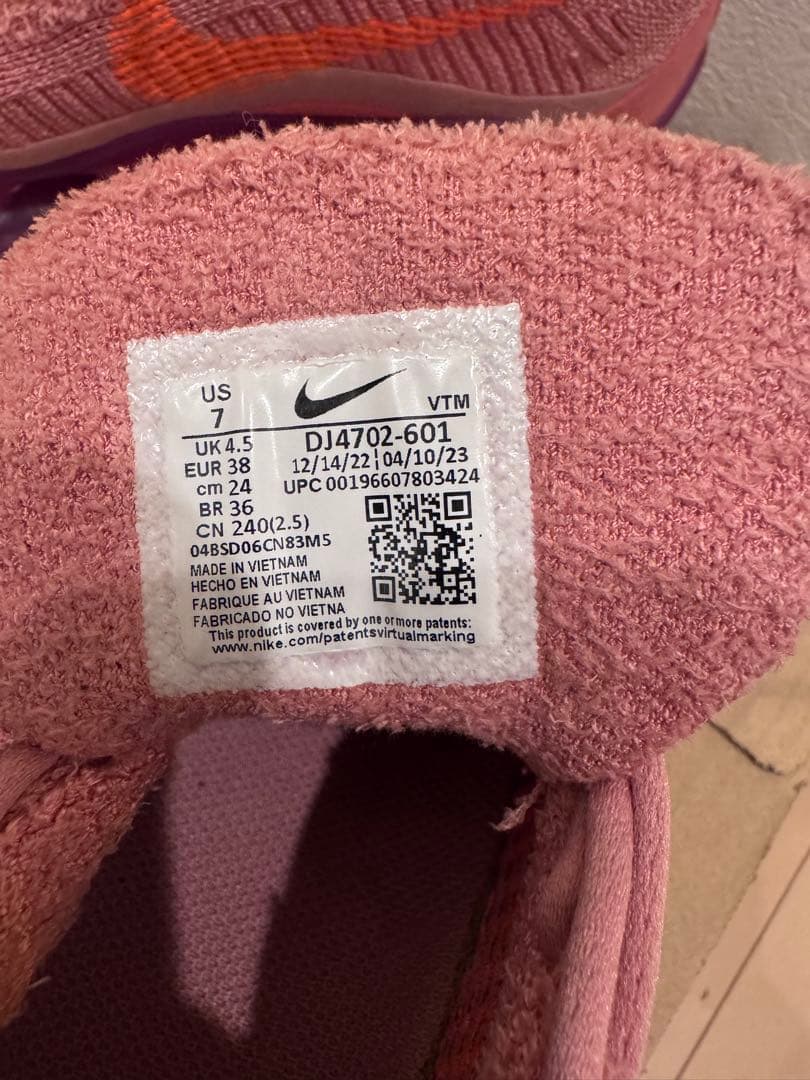 US
7
VTM
UK 4.5
EUR 38
cm 24
BR 36
CN 240(2.5)
DJ4702-601
12/14/22 | 04/10/23
UPC 00196607803424
04BSD06CN83M5
MADE IN VIETNAM
HECHO EN VIETNAM
FABRIQUE AU VIETNAM
FABRICADO NO VIETNA
This product is covered by one or more patents:
www.nike.com/patentsvirtualmarking